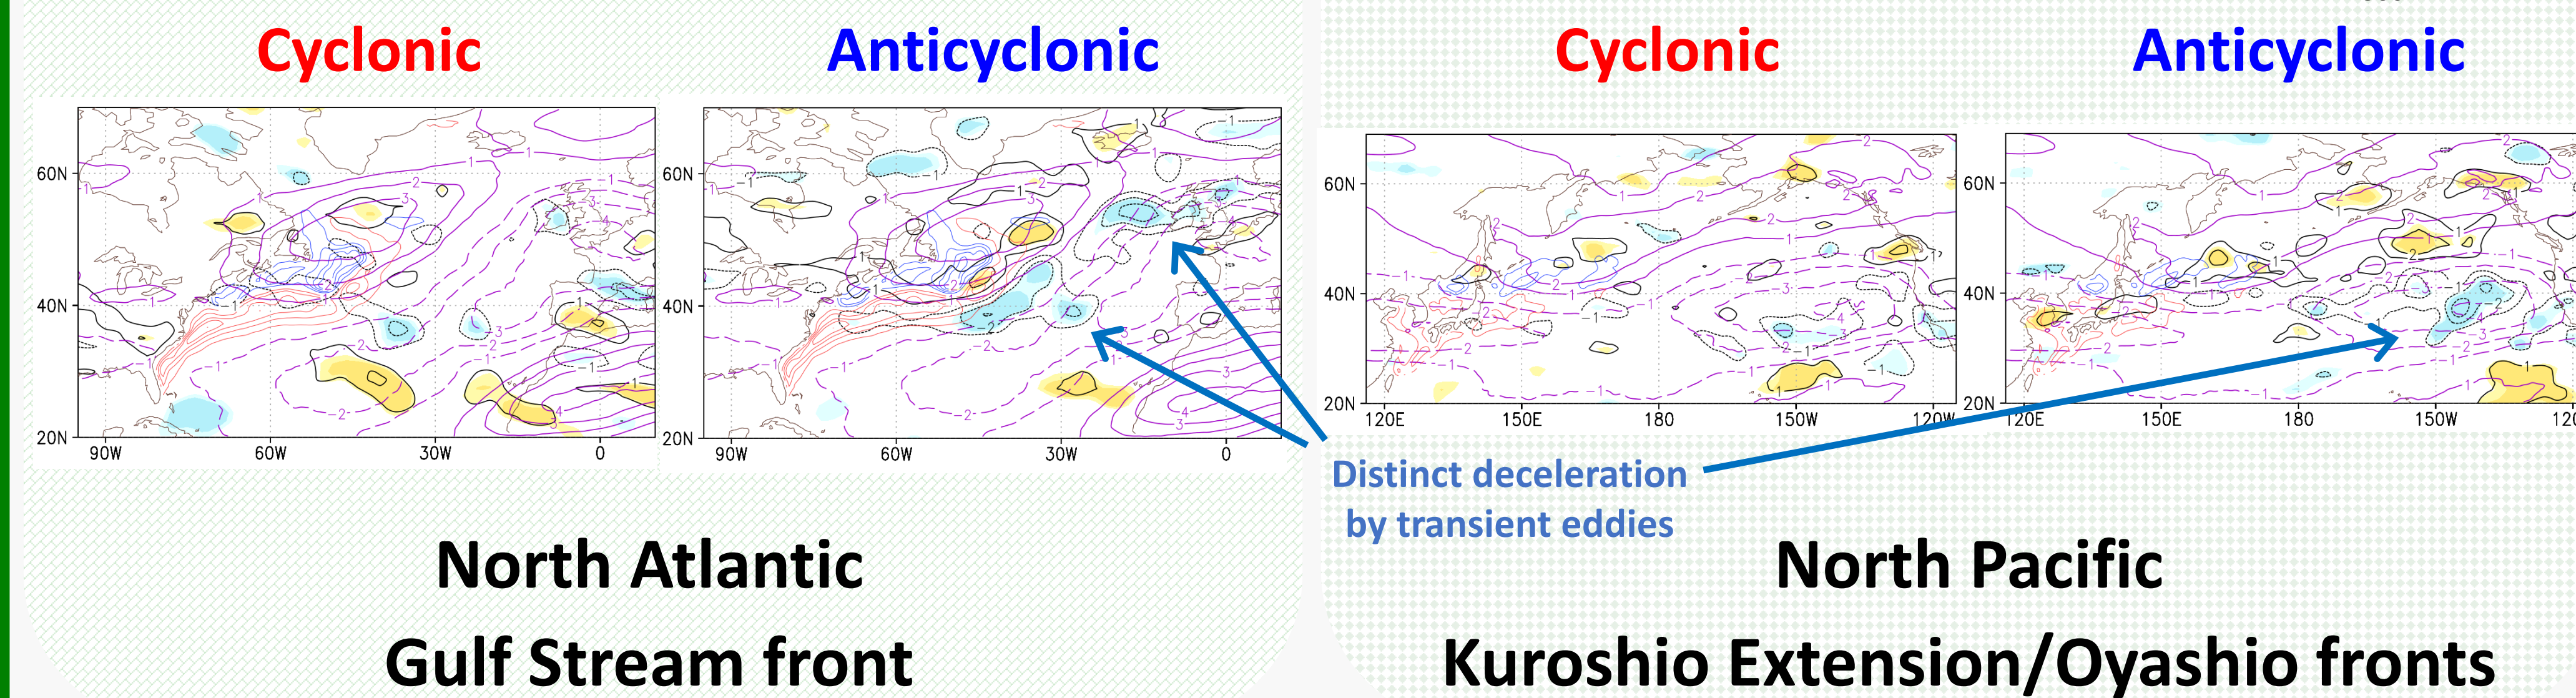 Cyclonic
Anticyclonic
Cyclonic
Anticyclonic
60N
40N
20N
90W 60W 30W 0
60N
40N
20N
90W 60W 30W 0
60N
40N
20N
120E 150E 180 150W 120W
60N
40N
20N
120E 150E 180 150W
Distinct deceleration
by transient eddies
North Atlantic
Gulf Stream front
North Pacific
Kuroshio Extension/Oyashio fronts